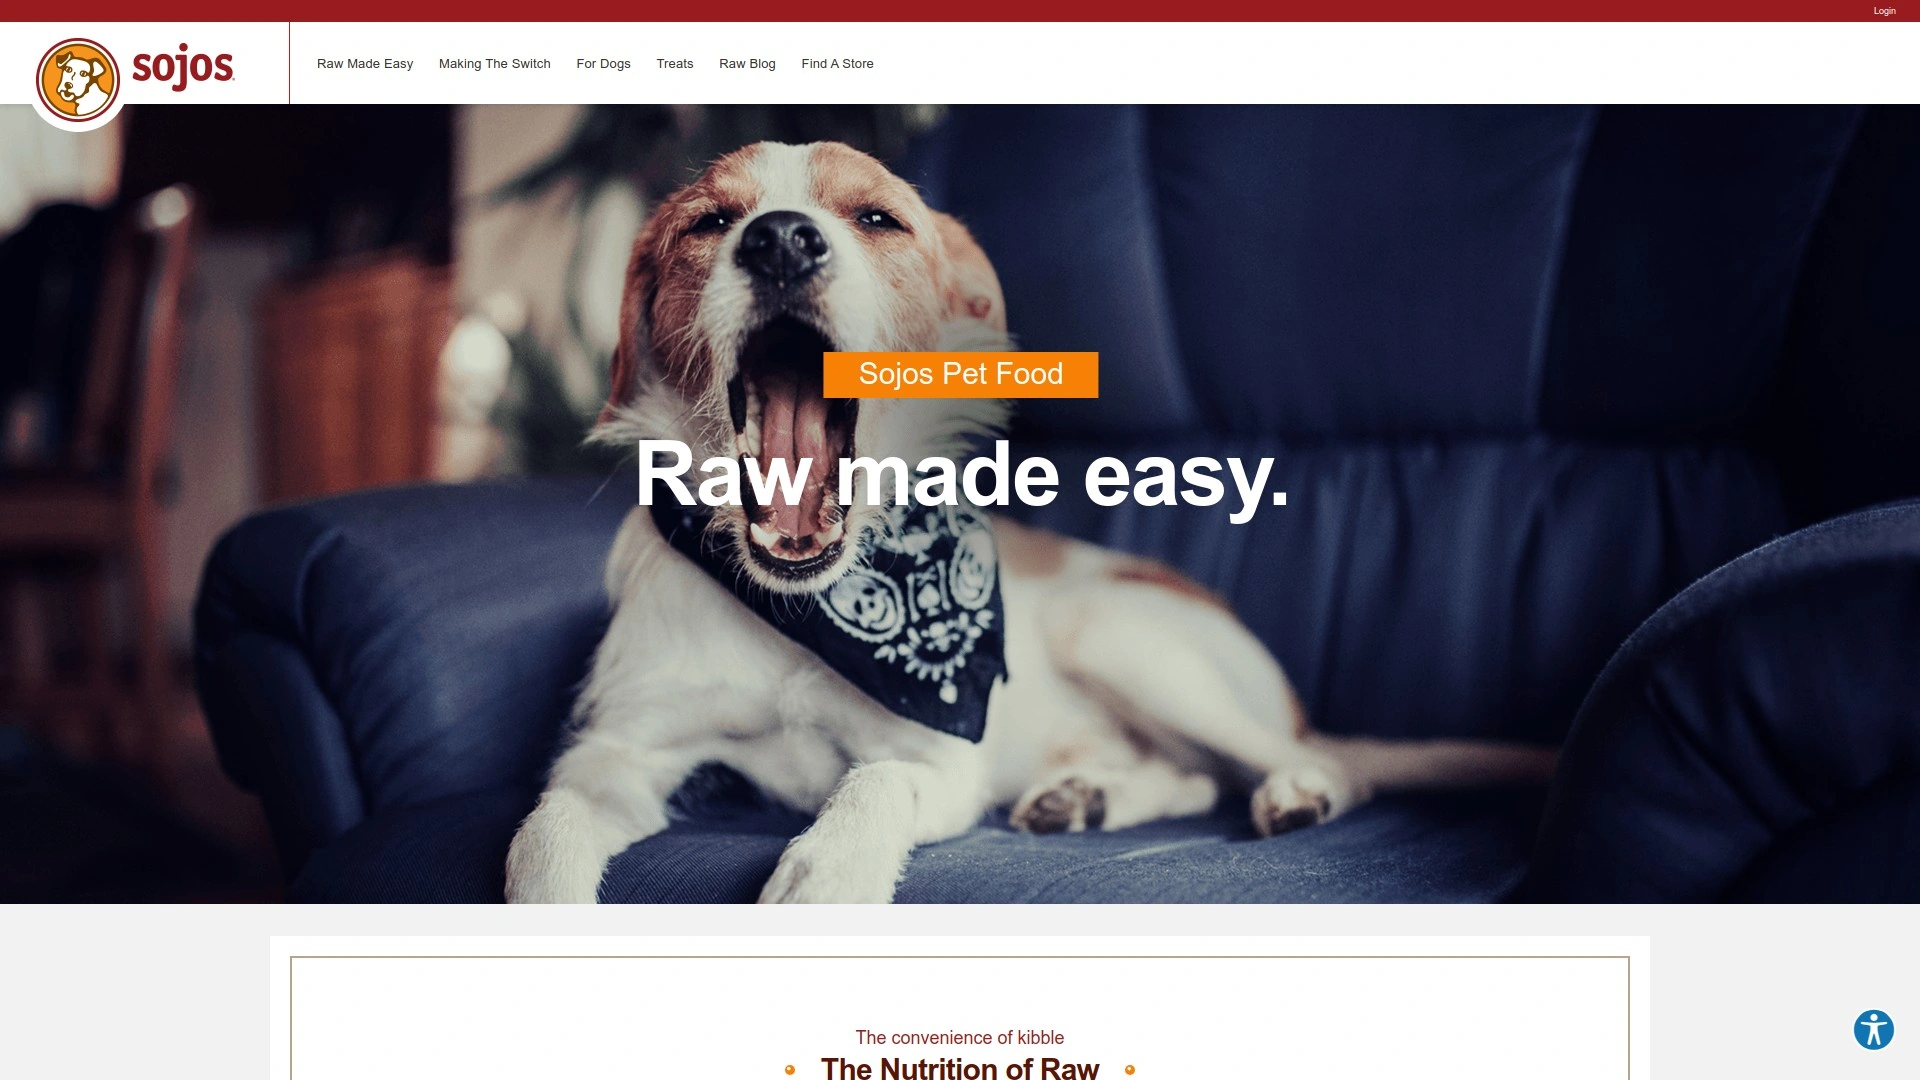 Login
sojos
Raw Made Easy
Making The Switch
For Dogs
Treats
Raw Blog
Find A Store
Sojos Pet Food
Raw made easy.
The convenience of kibble
The Nutrition of Raw